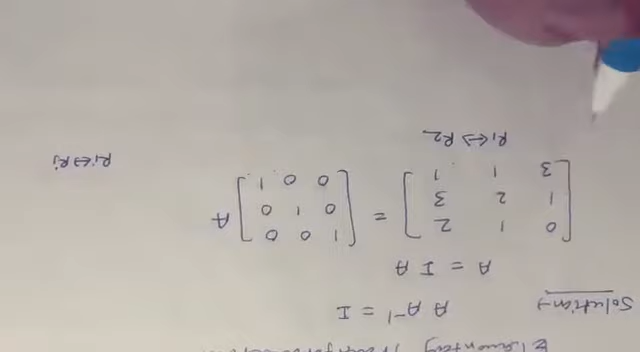 Elementary
Solution→ A A⁻¹ = I
A = I A
[ 0 1 2 ] [ 1 0 0 ]
[ 1 2 3 ] = [ 0 1 0 ] A
[ 3 1 1 ] [ 0 0 1 ]
R₁↔R₂ Rᵢ↔Rⱼ